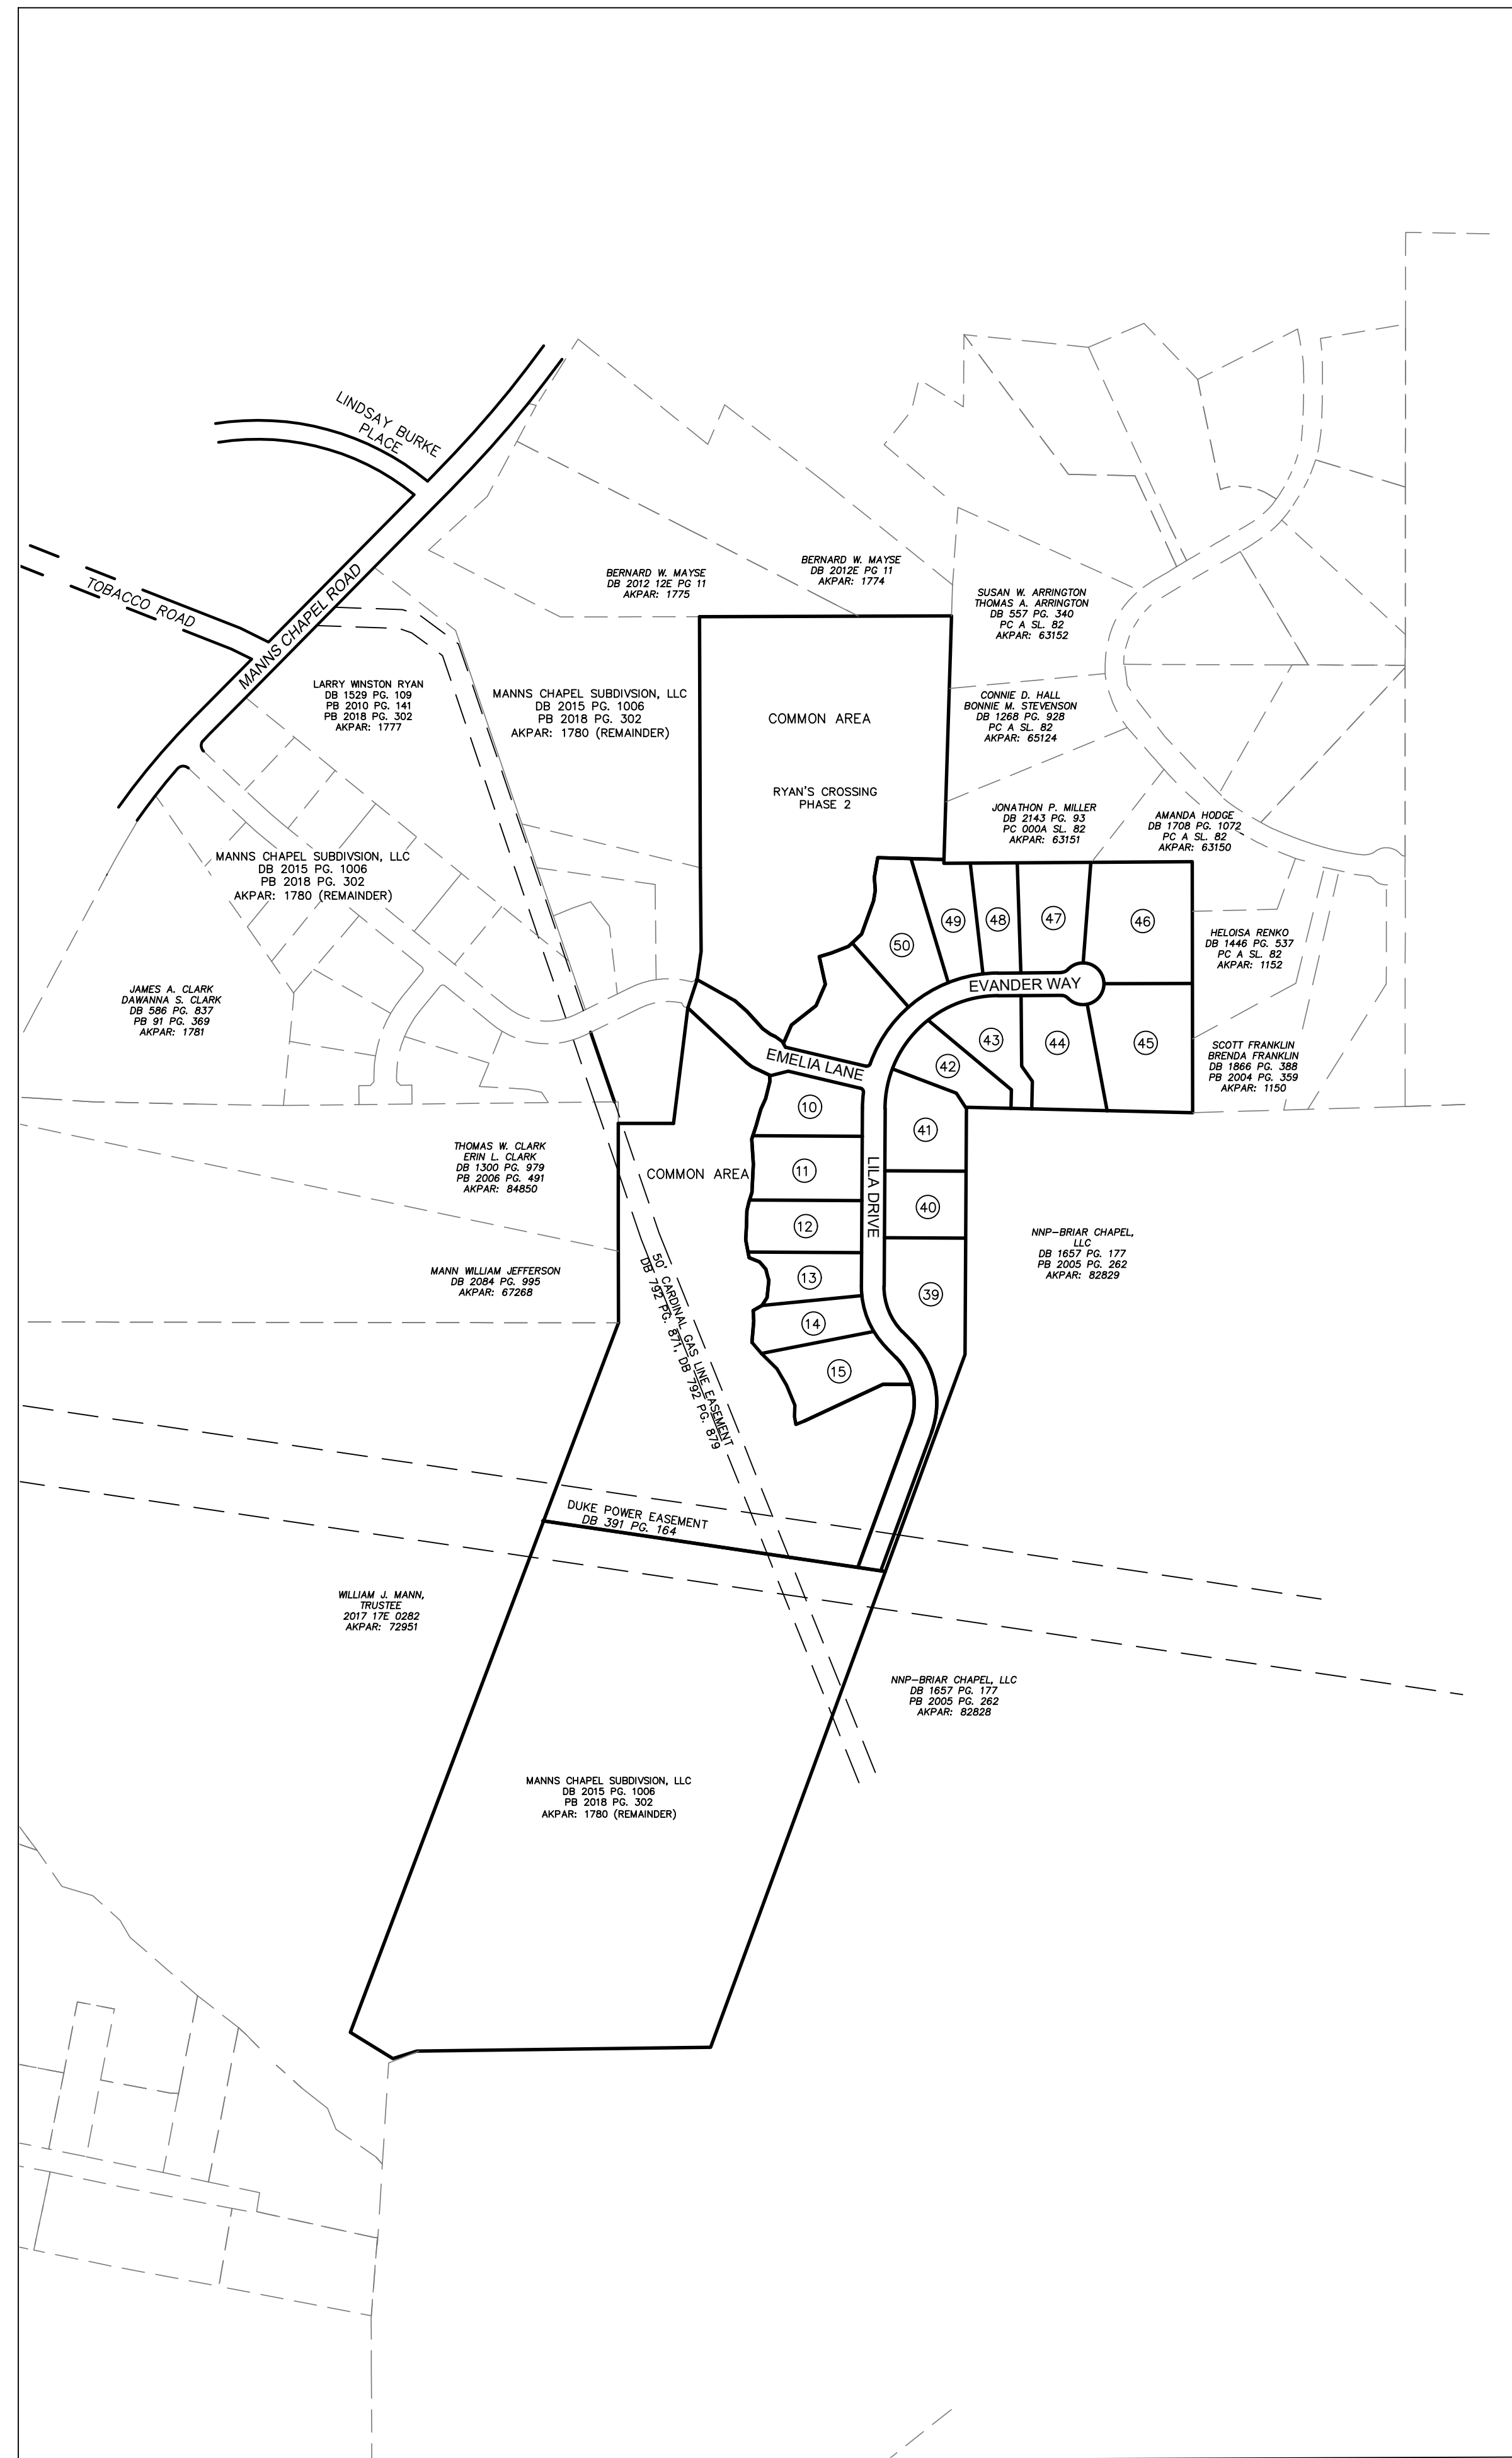 LINDSAY BURKE
PLACE
TOBACCO ROAD
MANNS CHAPEL ROAD
BERNARD W. MAYSE
DB 2012 12E PG 11
AKPAR: 1775
BERNARD W. MAYSE
DB 2012E PG 11
AKPAR: 1774
SUSAN W. ARRINGTON
THOMAS A. ARRINGTON
DB 557 PG. 340
PC A SL. 82
AKPAR: 63152
LARRY WINSTON RYAN
DB 1529 PG. 109
PB 2010 PG. 141
PB 2018 PG. 302
AKPAR: 1777
MANNS CHAPEL SUBDIVSION, LLC
DB 2015 PG. 1006
PB 2018 PG. 302
AKPAR: 1780 (REMAINDER)
COMMON AREA
RYAN'S CROSSING
PHASE 2
CONNIE D. HALL
BONNIE M. STEVENSON
DB 1268 PG. 928
PC A SL. 82
AKPAR: 65124
JONATHON P. MILLER
DB 2143 PG. 93
PC 000A SL. 82
AKPAR: 63151
AMANDA HODGE
DB 1708 PG. 1072
PC A SL. 82
AKPAR: 63150
MANNS CHAPEL SUBDIVSION, LLC
DB 2015 PG. 1006
PB 2018 PG. 302
AKPAR: 1780 (REMAINDER)
50
49
48
47
46
HELOISA RENKO
DB 1446 PG. 537
PC A SL. 82
AKPAR: 1152
JAMES A. CLARK
DAWANNA S. CLARK
DB 586 PG. 837
PB 91 PG. 369
AKPAR: 1781
EVANDER WAY
EMELIA LANE
42
43
44
45
SCOTT FRANKLIN
BRENDA FRANKLIN
DB 1866 PG. 388
PB 2004 PG. 359
AKPAR: 1150
10
41
THOMAS W. CLARK
ERIN L. CLARK
DB 1300 PG. 979
PB 2006 PG. 491
AKPAR: 84850
COMMON AREA
11
LILA DRIVE
40
12
NNP-BRIAR CHAPEL,
LLC
DB 1657 PG. 177
PB 2005 PG. 262
AKPAR: 82829
MANN WILLIAM JEFFERSON
DB 2084 PG. 995
AKPAR: 67268
13
39
14
15
50' CARDINAL GAS LINE EASEMENT
DB 792 PG. 871, DB 792 PG. 879
DUKE POWER EASEMENT
DB 391 PG. 164
WILLIAM J. MANN,
TRUSTEE
2017 17E 0282
AKPAR: 72951
NNP-BRIAR CHAPEL, LLC
DB 1657 PG. 177
PB 2005 PG. 262
AKPAR: 82828
MANNS CHAPEL SUBDIVSION, LLC
DB 2015 PG. 1006
PB 2018 PG. 302
AKPAR: 1780 (REMAINDER)